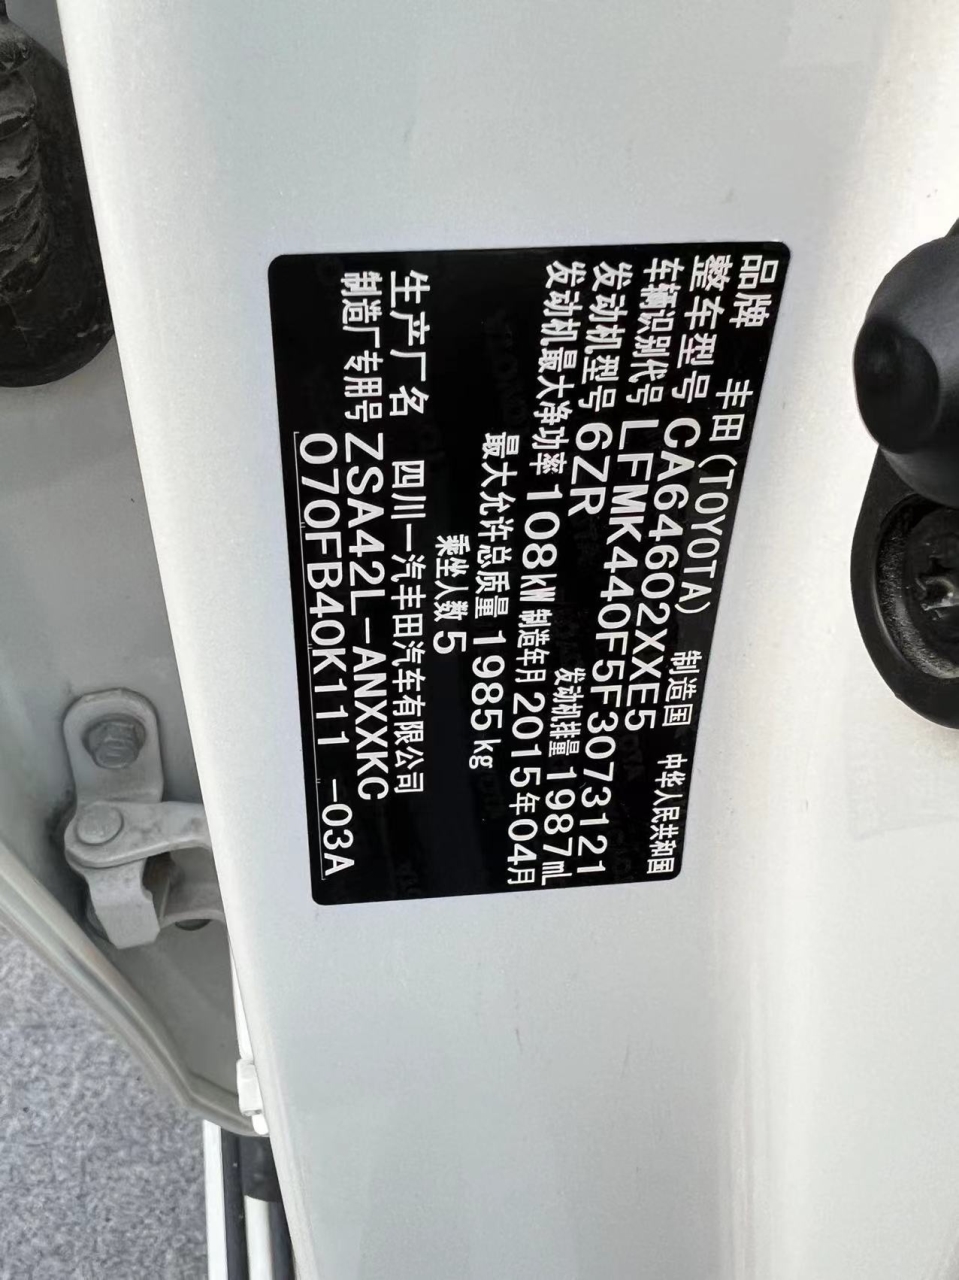 品牌 丰田(TOYOTA) 制造国 中华人民共和国
整车型号 CA64602XXE5
车辆识别代号 LFMK440F5F3073121
发动机型号 6ZR 发动机排量 1987mL
发动机最大净功率 108kW 制造年月 2015年04月
最大允许总质量 1985kg
乘坐人数 5
生产厂名 四川一汽丰田汽车有限公司
制造厂专用号 ZSA42L-ANXXKC
070FB40K111 -03A